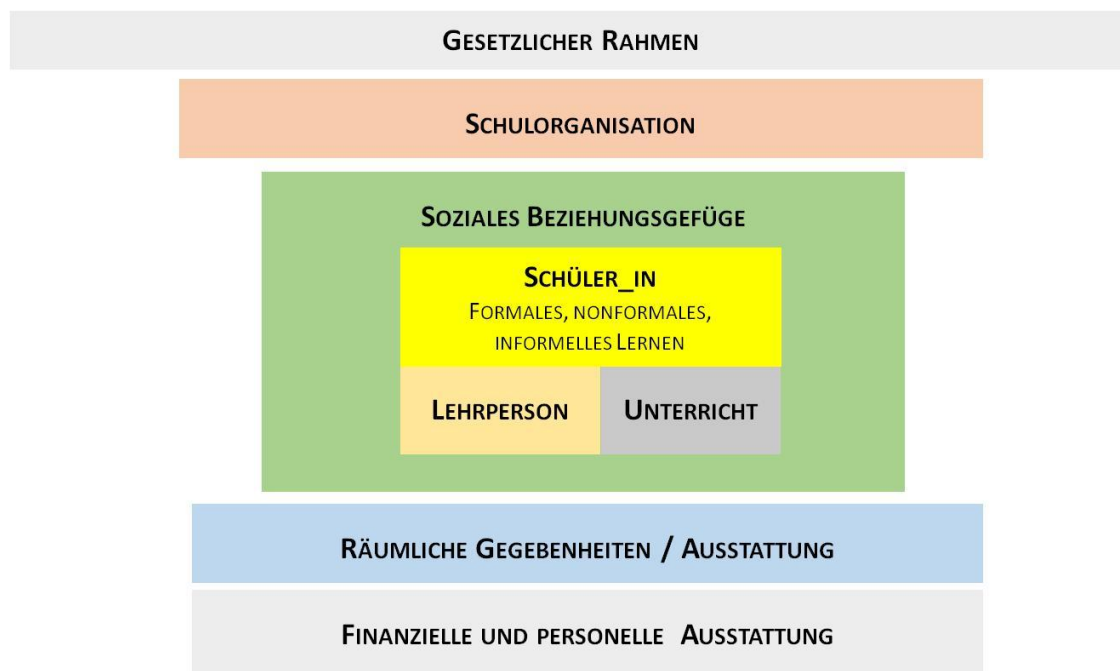 GESETZLICHER RAHMEN
SCHULORGANISATION
SOZIALES BEZIEHUNGSGEFÜGE
SCHÜLER_IN
FORMALES, NONFORMALES,
INFORMELLES LERNEN
LEHRPERSON
UNTERRICHT
RÄUMLICHE GEGEBENHEITEN / AUSSTATTUNG
FINANZIELLE UND PERSONELLE AUSSTATTUNG